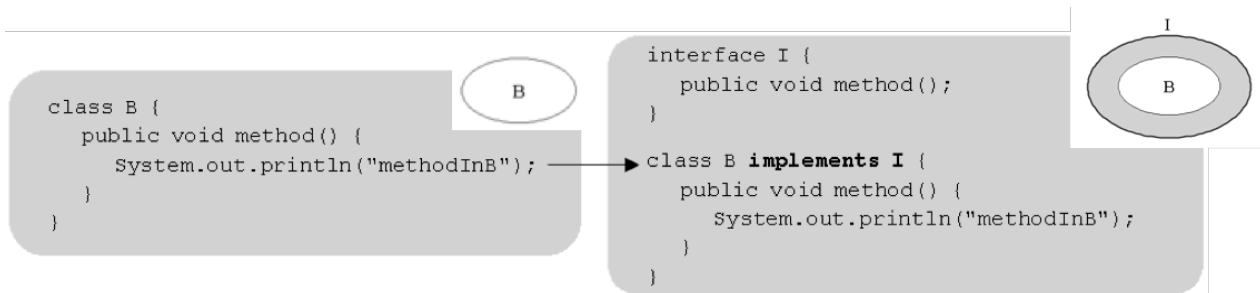 B
class B {
public void method() {
System.out.println("methodInB");
}
}
I
B
interface I {
public void method();
}
class B implements I {
public void method() {
System.out.println("methodInB");
}
}